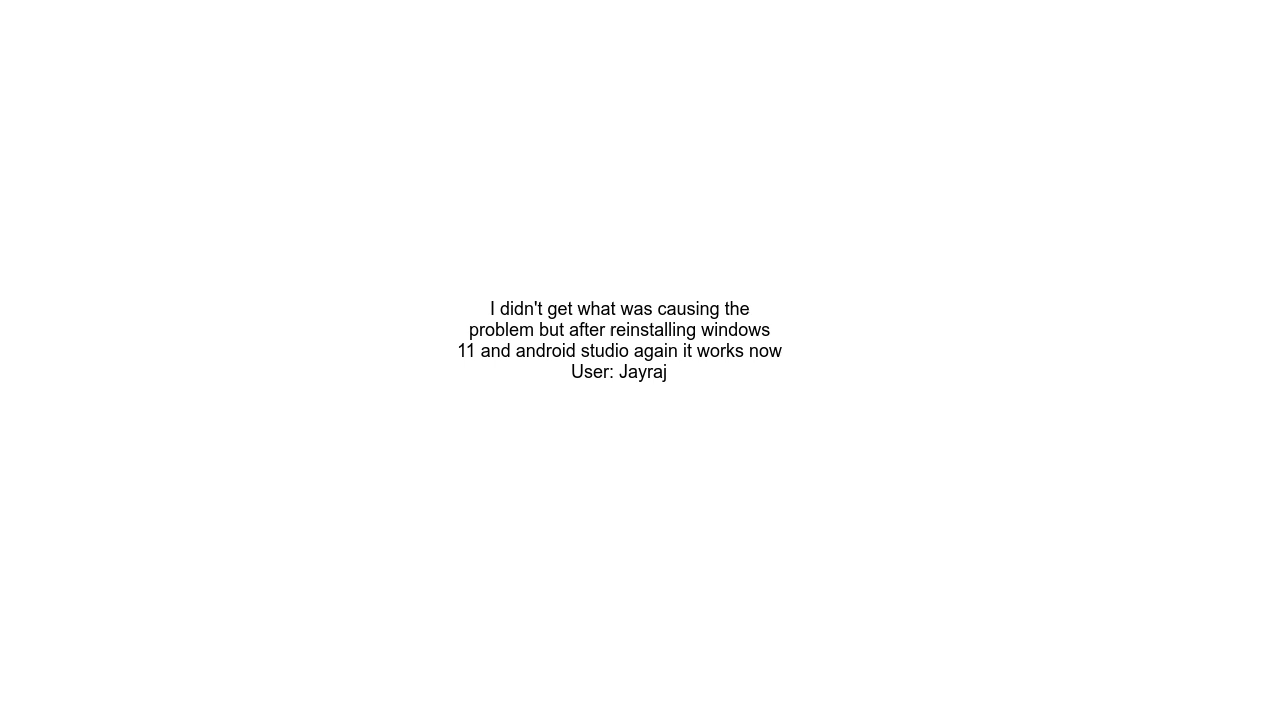 I didn't get what was causing the
problem but after reinstalling windows
11 and android studio again it works now
User: Jayraj